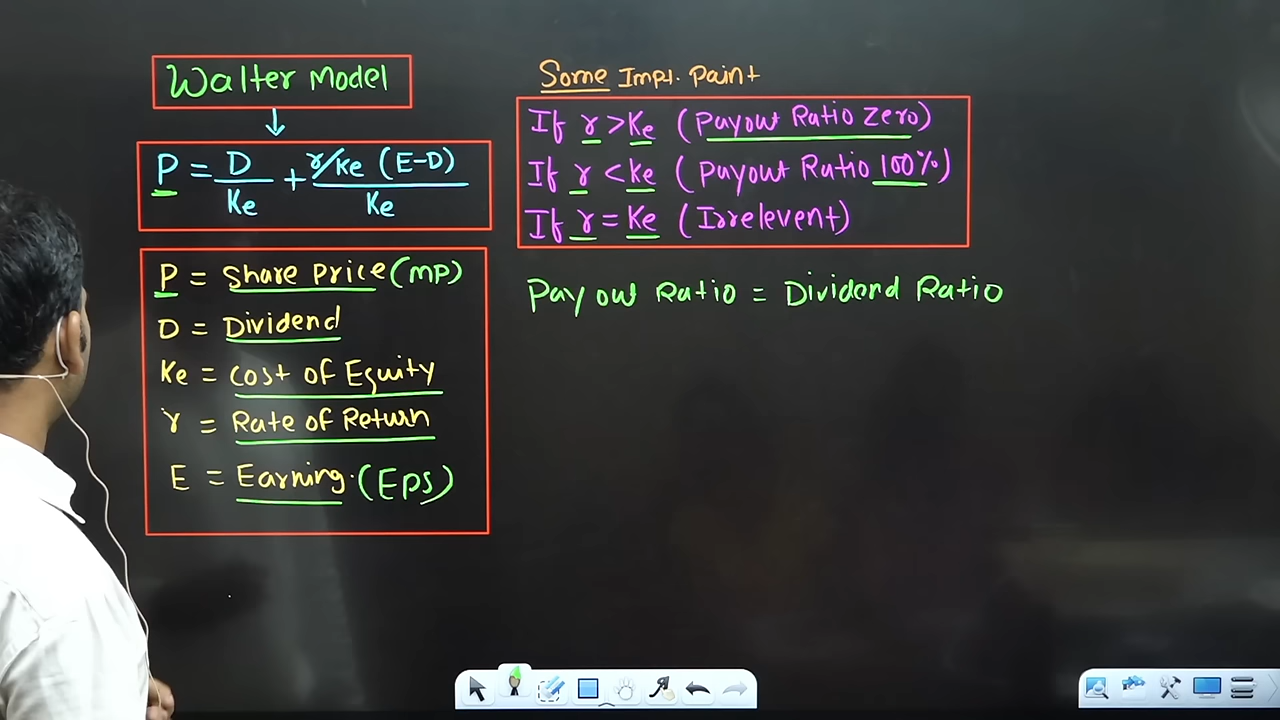 Walter Model
P = D/Ke + r/Ke (E-D)/Ke
P = Share Price (MP)
D = Dividend
Ke = Cost of Equity
r = Rate of Return
E = Earning. (Eps)
Some Impt. Paint
If r > Ke (Payout Ratio Zero)
If r < Ke (Payout Ratio 100%)
If r = Ke (Irrelevent)
Pay out Ratio = Dividend Ratio